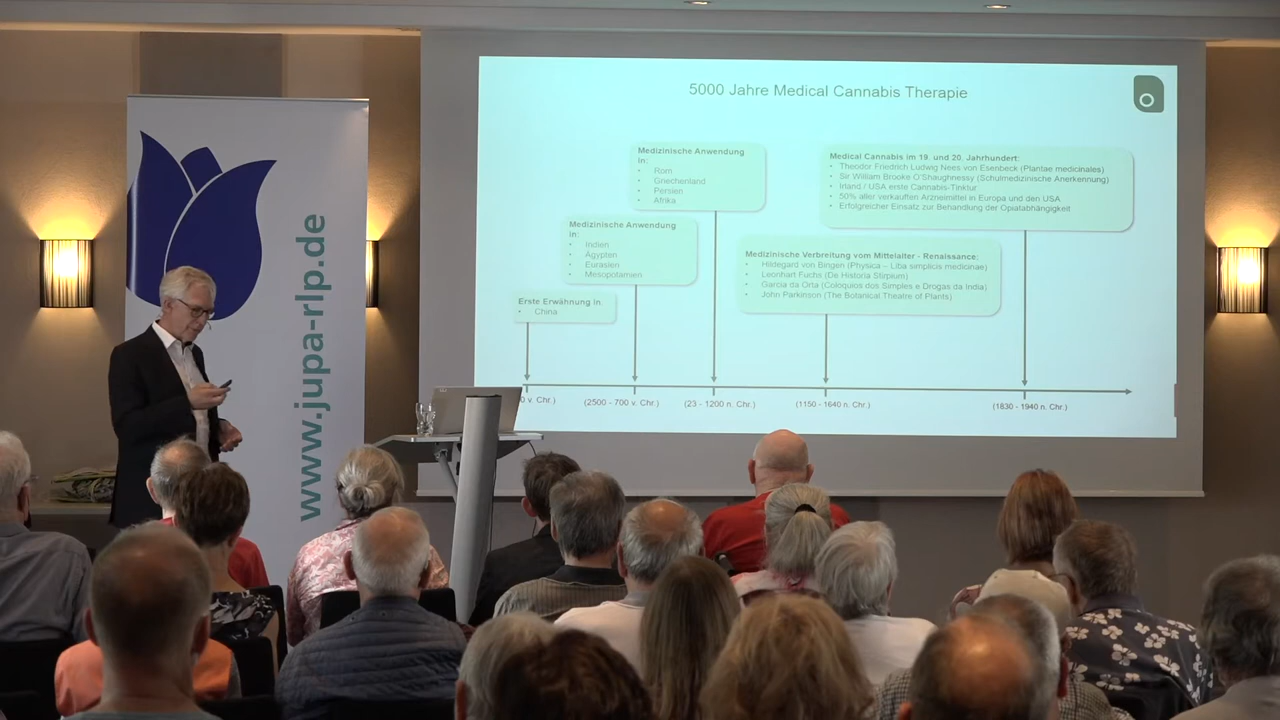 www.jupa-rlp.de
5000 Jahre Medical Cannabis Therapie
Medizinische Anwendung
in:
• Rom
• Griechenland
• Persien
• Afrika
Medical Cannabis im 19. und 20. Jahrhundert:
• Theodor Friedrich Ludwig Nees von Esenbeck (Plantae medicinales)
• Sir William Brooke O'Shaughnessy (Schulmedizinische Anerkennung)
• Irland / USA erste Cannabis-Tinktur
• 50% aller verkauften Arzneimittel in Europa und den USA
• Erfolgreicher Einsatz zur Behandlung der Opiatabhängigkeit
Medizinische Anwendung
in:
• Indien
• Ägypten
• Eurasien
• Mesopotamien
Medizinische Verbreitung vom Mittelalter - Renaissance:
• Hildegard von Bingen (Physica – Liba simplicis medicinae)
• Leonhart Fuchs (De Historia Stirpium)
• Garcia da Orta (Coloquios dos Simples e Drogas da India)
• John Parkinson (The Botanical Theatre of Plants)
Erste Erwähnung in:
• China
0 v. Chr.)
(2500 - 700 v. Chr.)
(23 - 1200 n. Chr.)
(1150 - 1640 n. Chr.)
(1830 - 1940 n. Chr.)